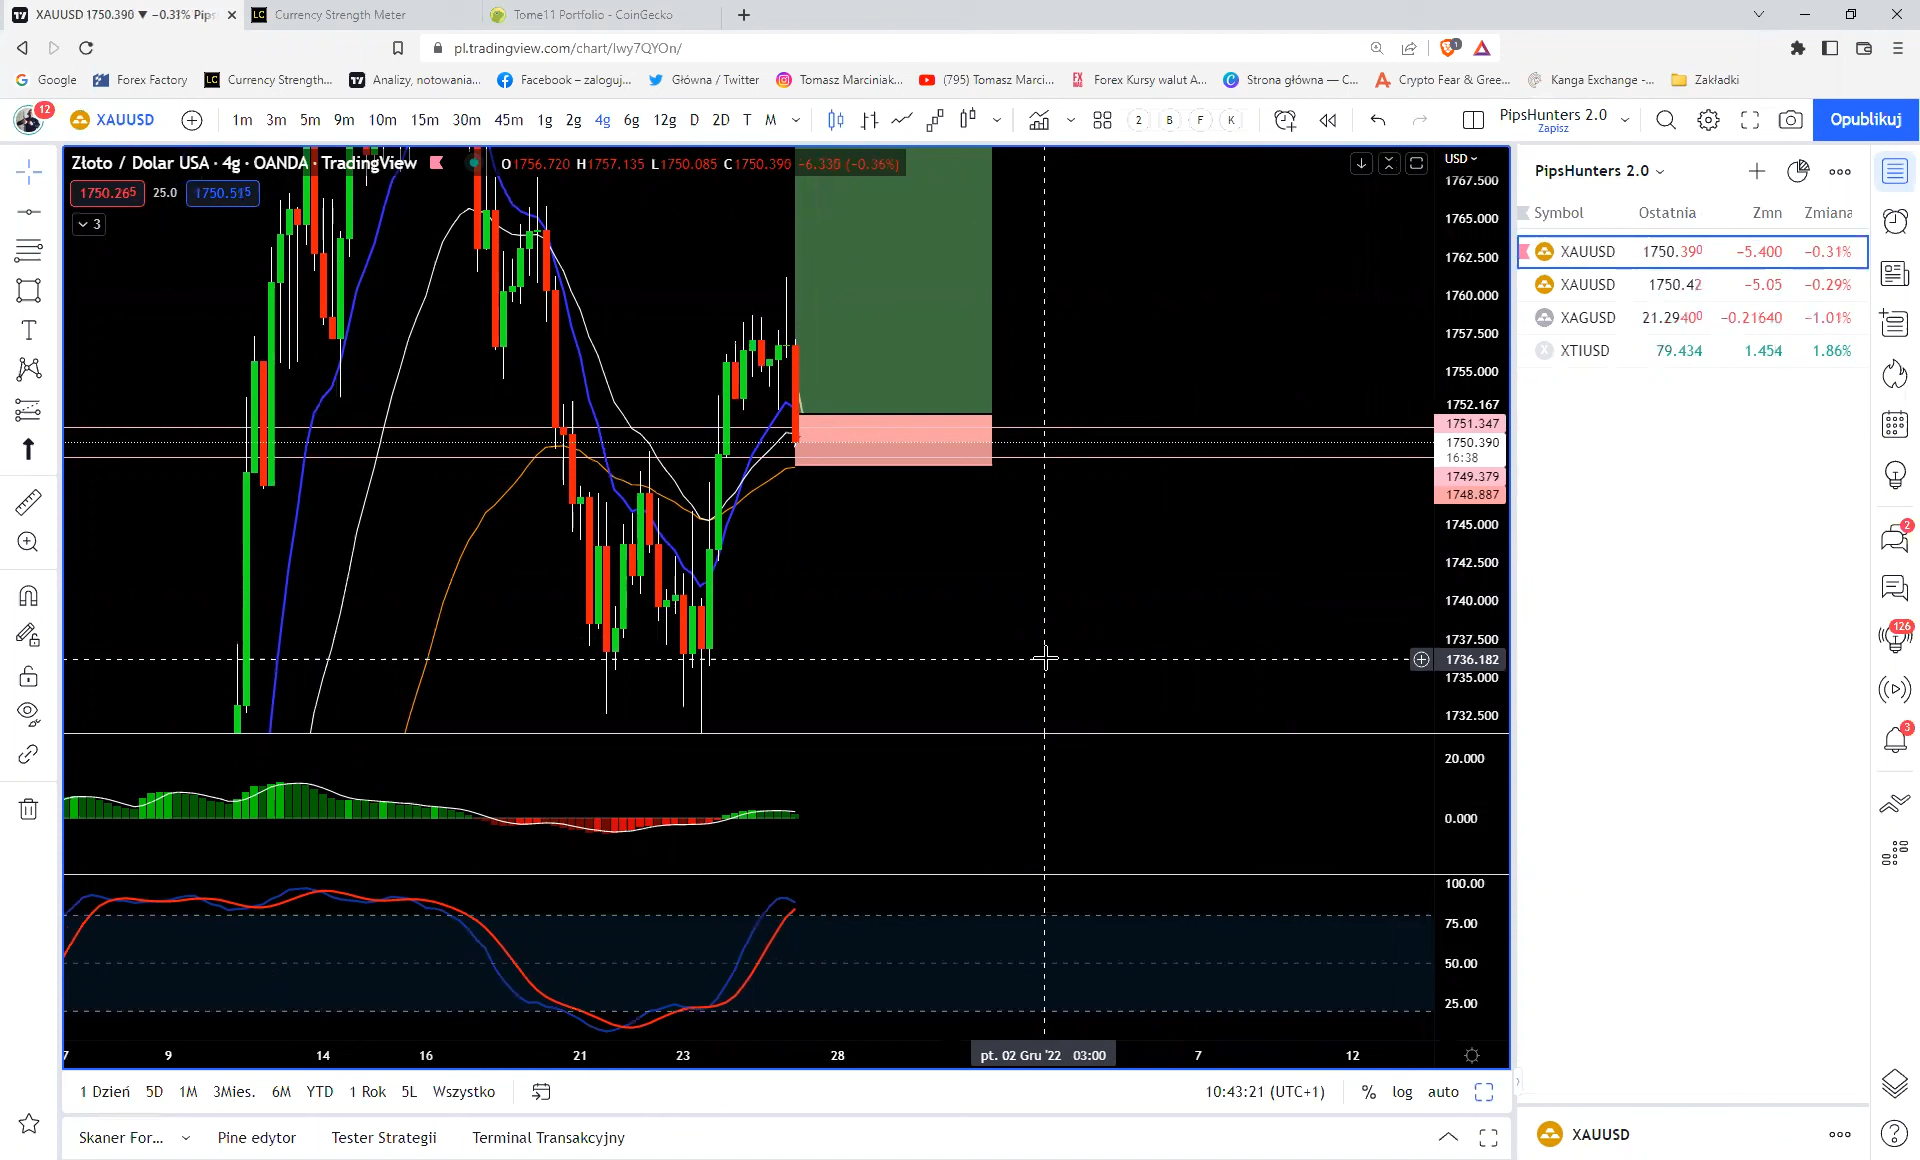 XAUUSD 1750.390 ▼ −0.31% Pips
Currency Strength Meter
Tome11 Portfolio - CoinGecko
pl.tradingview.com/chart/Iwy7QYOn/
Google
Forex Factory
Currency Strength...
Analizy, notowania...
Facebook – zaloguj...
Główna / Twitter
Tomasz Marciniak...
(795) Tomasz Marci...
Forex Kursy walut A...
Strona główna — C...
Crypto Fear & Gree...
Kanga Exchange -...
Zakładki
12
XAUUSD
1m 3m 5m 9m 10m 15m 30m 45m 1g 2g 4g 6g 12g D 2D T M
2 B F K
PipsHunters 2.0
Zapisz
Opublikuj
Złoto / Dolar USA · 4g · OANDA · TradingView
O1756.720 H1757.135 L1750.085 C1750.390 −6.330 (−0.36%)
1750.265 25.0 1750.515
3
USD
1767.500
1765.000
1762.500
1760.000
1757.500
1755.000
1752.167
1751.347
1750.390
16:38
1749.379
1748.887
1745.000
1742.500
1740.000
1737.500
1736.182
1735.000
1732.500
20.000
0.000
100.00
75.00
50.00
25.00
7 9 14 16 21 23 28 pt. 02 Gru '22 03:00 7 12
1 Dzień 5D 1M 3Mies. 6M YTD 1 Rok 5L Wszystko
10:43:21 (UTC+1) % log auto
Skaner For... Pine edytor Tester Strategii Terminal Transakcyjny
PipsHunters 2.0
Symbol Ostatnia Zmn Zmiana
XAUUSD 1750.390 −5.400 −0.31%
XAUUSD 1750.42 −5.05 −0.29%
XAGUSD 21.29400 −0.21640 −1.01%
XTIUSD 79.434 1.454 1.86%
2
126
3
XAUUSD